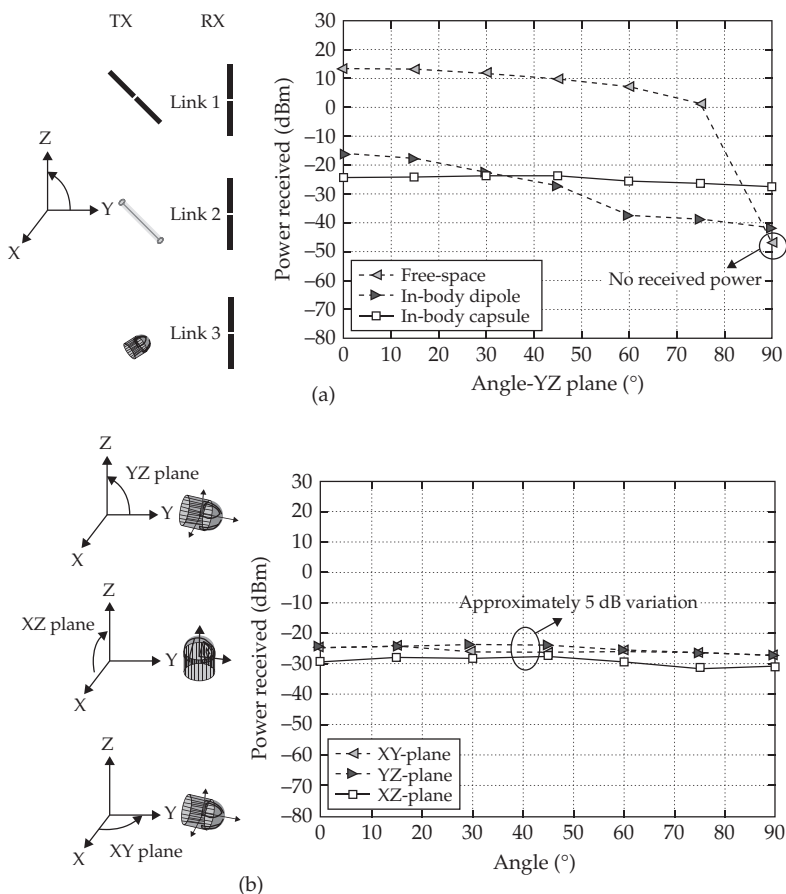 TX RX
Link 1
Z
Y
X
Link 2
Link 3
30
20
10
0
–10
–20
–30
–40
–50
–60
–70
–80
Power received (dBm)
Free-space
In-body dipole
In-body capsule
No received power
0 10 20 30 40 50 60 70 80 90
Angle-YZ plane (°)
(a)
Z
YZ plane
Y
X
Z
XZ plane
Y
X
Z
Y
X
XY plane
30
20
10
0
–10
–20
–30
–40
–50
–60
–70
–80
Power received (dBm)
Approximately 5 dB variation
XY-plane
YZ-plane
XZ-plane
0 10 20 30 40 50 60 70 80 90
Angle (°)
(b)